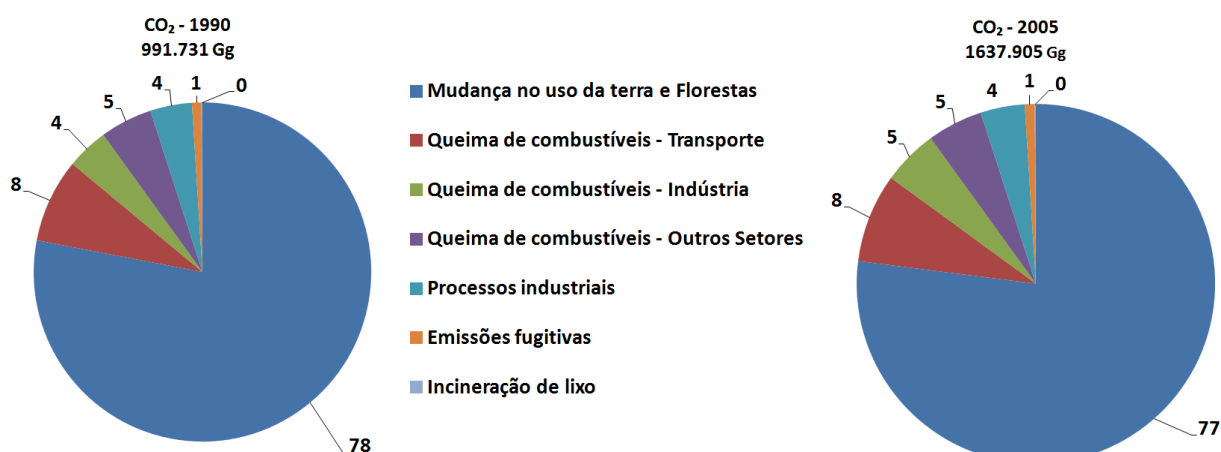 CO₂ - 1990
991.731 Gg
0
1
4
5
4
8
78
Mudança no uso da terra e Florestas
Queima de combustíveis - Transporte
Queima de combustíveis - Indústria
Queima de combustíveis - Outros Setores
Processos industriais
Emissões fugitivas
Incineração de lixo
CO₂ - 2005
1637.905 Gg
0
1
4
5
5
8
77